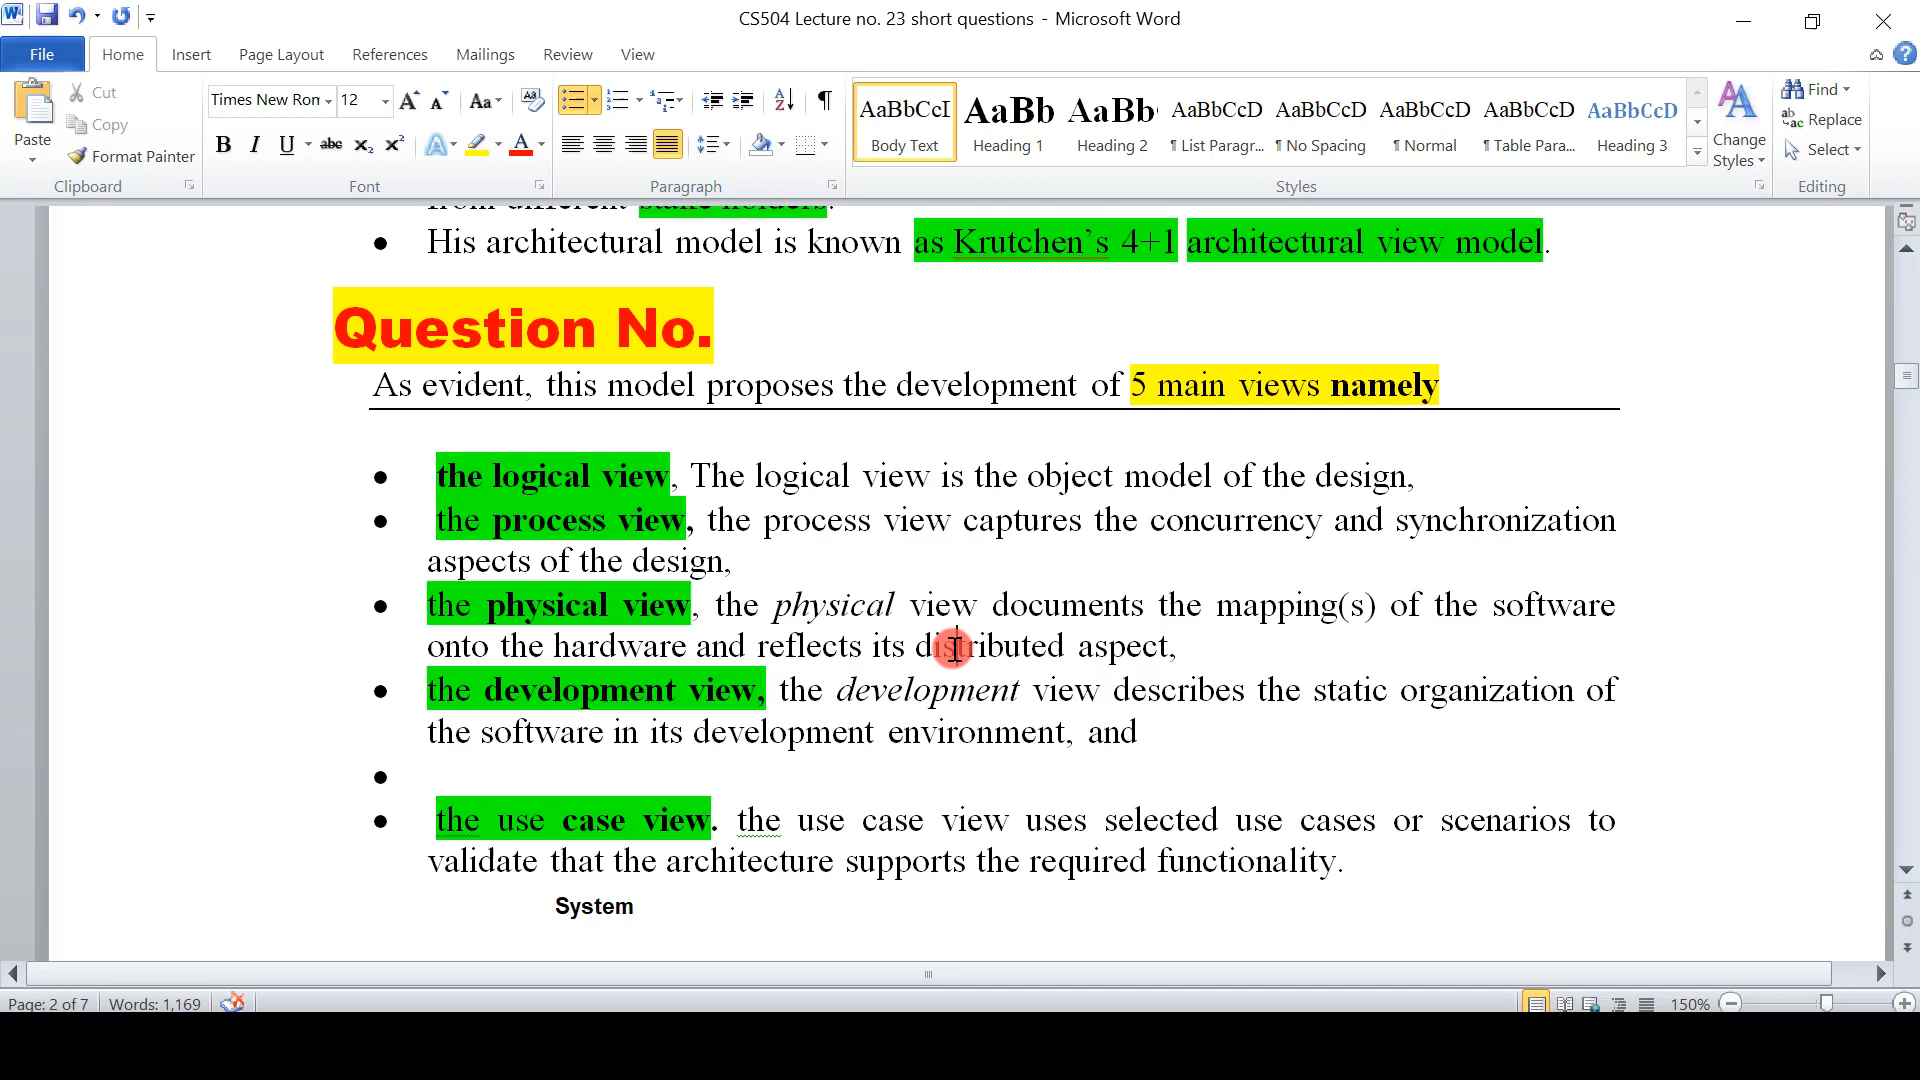 CS504 Lecture no. 23 short questions - Microsoft Word
File Home Insert Page Layout References Mailings Review View
Paste
Cut
Copy
Format Painter
Clipboard
Times New Ron 12
Font
Paragraph
AaBbCcI AaBb AaBb AaBbCcD AaBbCcD AaBbCcD AaBbCcD AaBbCcD
Body Text Heading 1 Heading 2 ¶ List Paragr... ¶ No Spacing ¶ Normal ¶ Table Para... Heading 3
Styles
Change
Styles
Find
Replace
Select
Editing
from different stake holders.
• His architectural model is known as Krutchen’s 4+1 architectural view model.
Question No.
As evident, this model proposes the development of 5 main views namely
• the logical view, The logical view is the object model of the design,
• the process view, the process view captures the concurrency and synchronization
aspects of the design,
• the physical view, the physical view documents the mapping(s) of the software
onto the hardware and reflects its distributed aspect,
• the development view, the development view describes the static organization of
the software in its development environment, and
•
• the use case view. the use case view uses selected use cases or scenarios to
validate that the architecture supports the required functionality.
System
Page: 2 of 7 Words: 1,169 150%